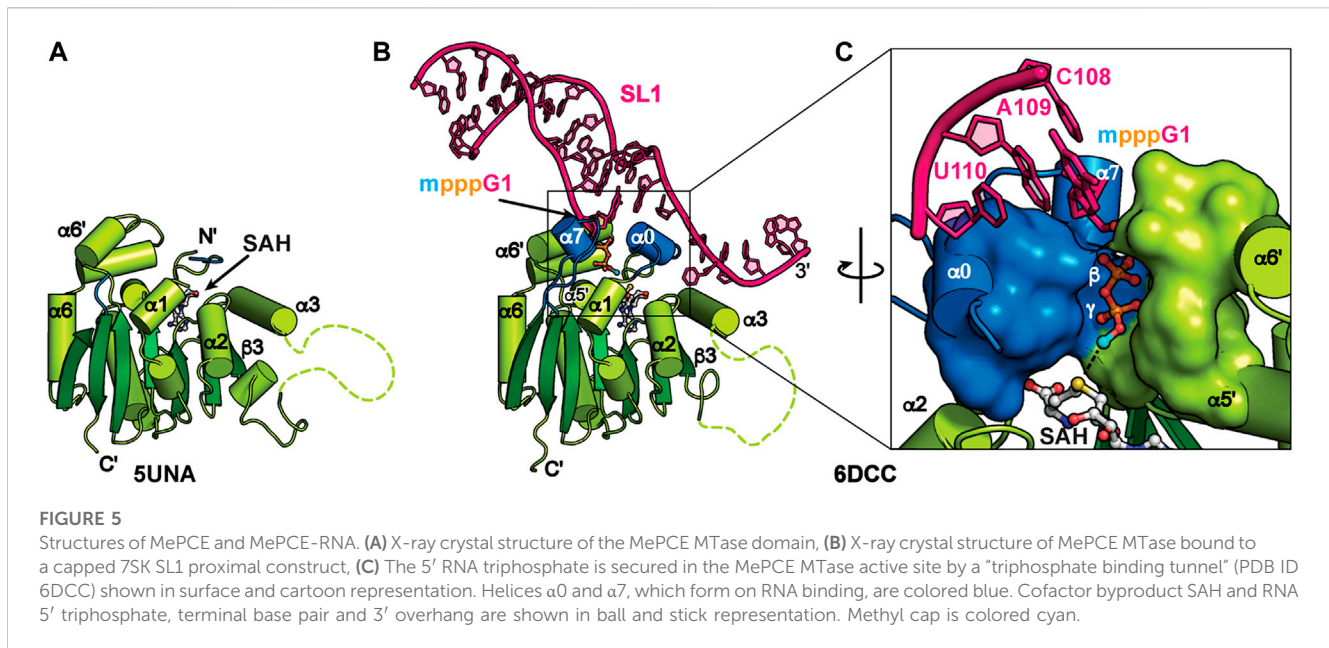 A
B
C
SL1
C108
A109
mpppG1
U110
α7
mpppG1
α6'
N'
SAH
α6'
α7
α0
α0
β
γ
α6'
3'
α6
α1
α3
α2
α5'
α1
α3
α2
β3
β3
α2
α5'
SAH
C'
C'
5UNA
6DCC
FIGURE 5
Structures of MePCE and MePCE-RNA. (A) X-ray crystal structure of the MePCE MTase domain, (B) X-ray crystal structure of MePCE MTase bound to
a capped 7SK SL1 proximal construct, (C) The 5′ RNA triphosphate is secured in the MePCE MTase active site by a “triphosphate binding tunnel” (PDB ID
6DCC) shown in surface and cartoon representation. Helices α0 and α7, which form on RNA binding, are colored blue. Cofactor byproduct SAH and RNA
5′ triphosphate, terminal base pair and 3′ overhang are shown in ball and stick representation. Methyl cap is colored cyan.